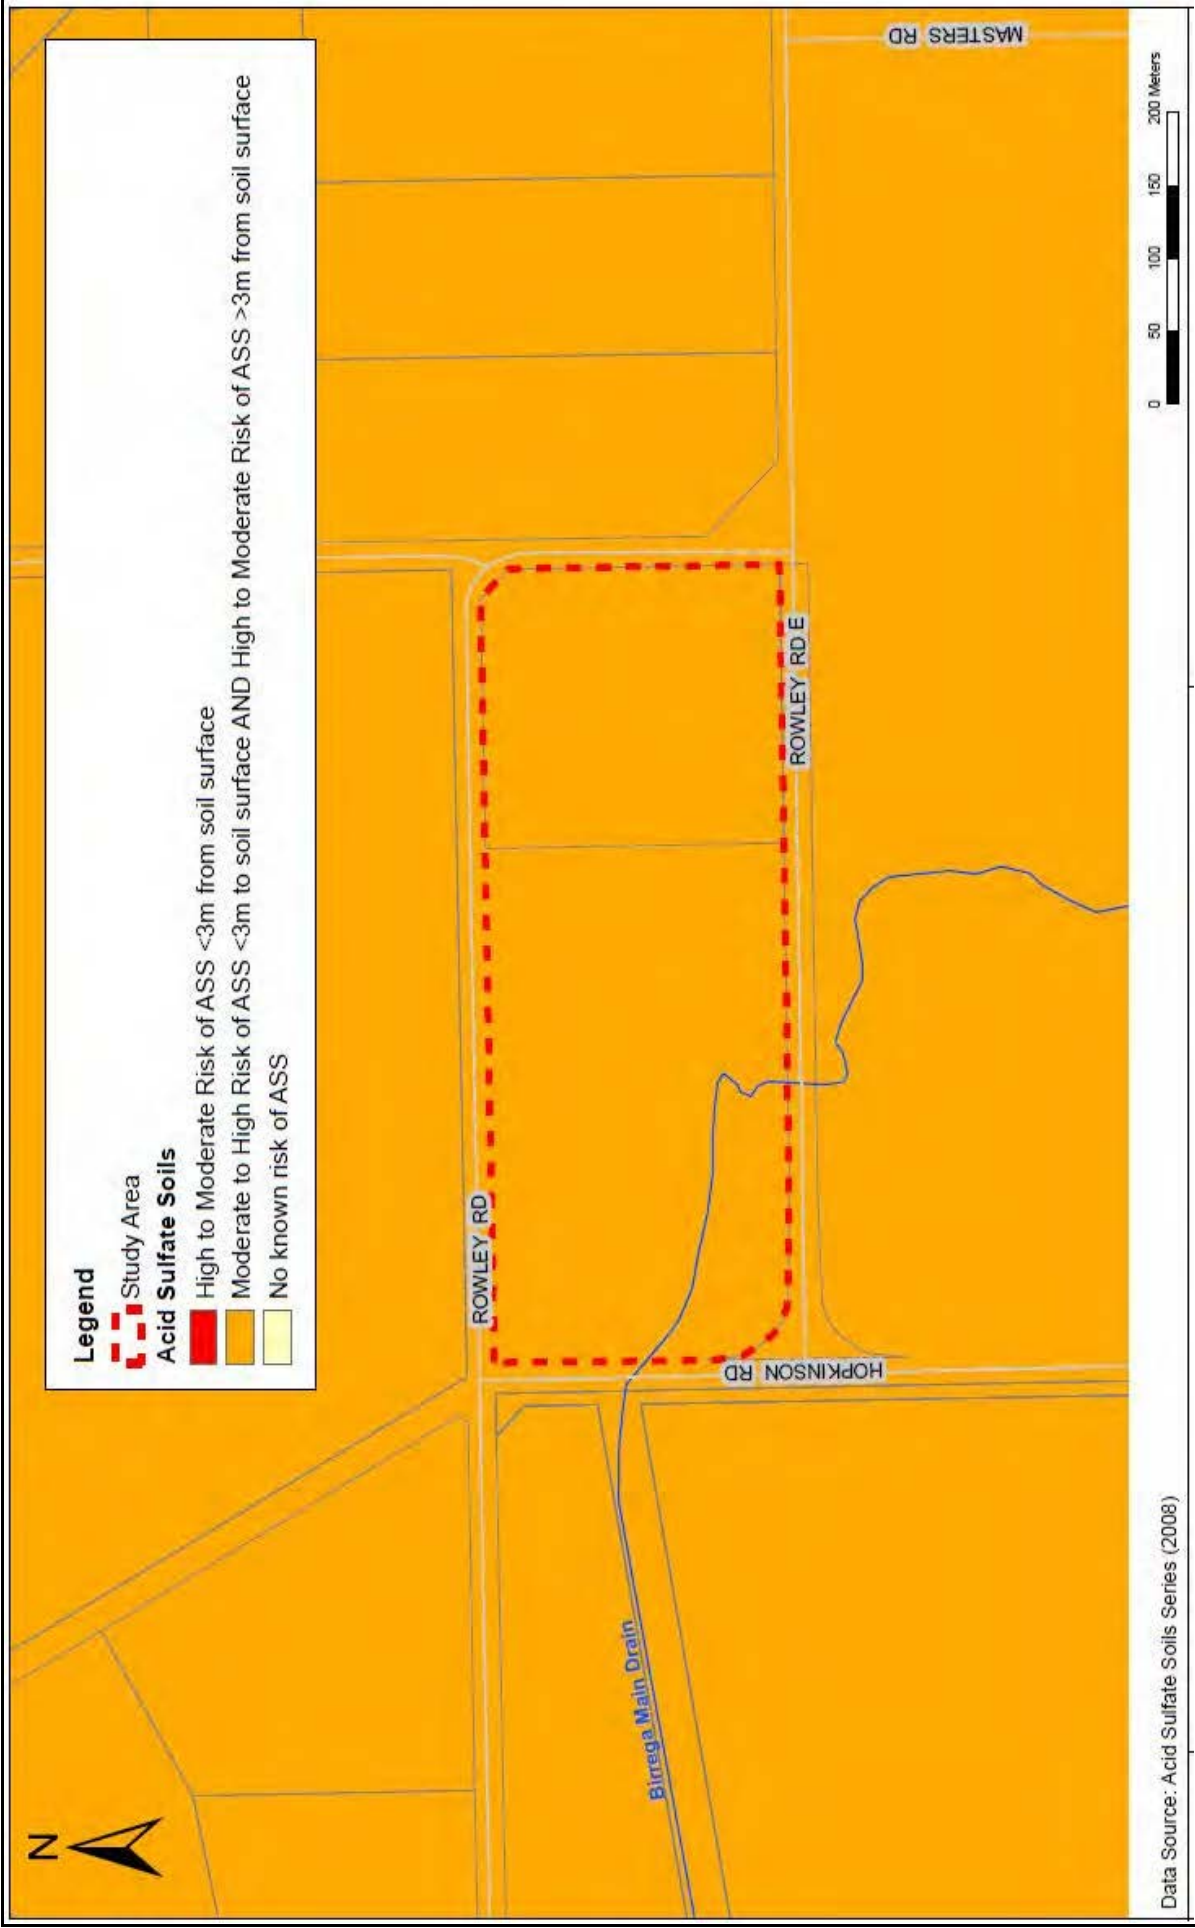 N
Legend
Study Area
Acid Sulfate Soils
High to Moderate Risk of ASS <3m from soil surface
Moderate to High Risk of ASS <3m to soil surface AND High to Moderate Risk of ASS >3m from soil surface
No known risk of ASS
ROWLEY RD
Birrega Main Drain
HOPKINSON RD
ROWLEY RD E
MASTERS RD
Data Source: Acid Sulfate Soils Series (2008)
0 50 100 150 200 Meters